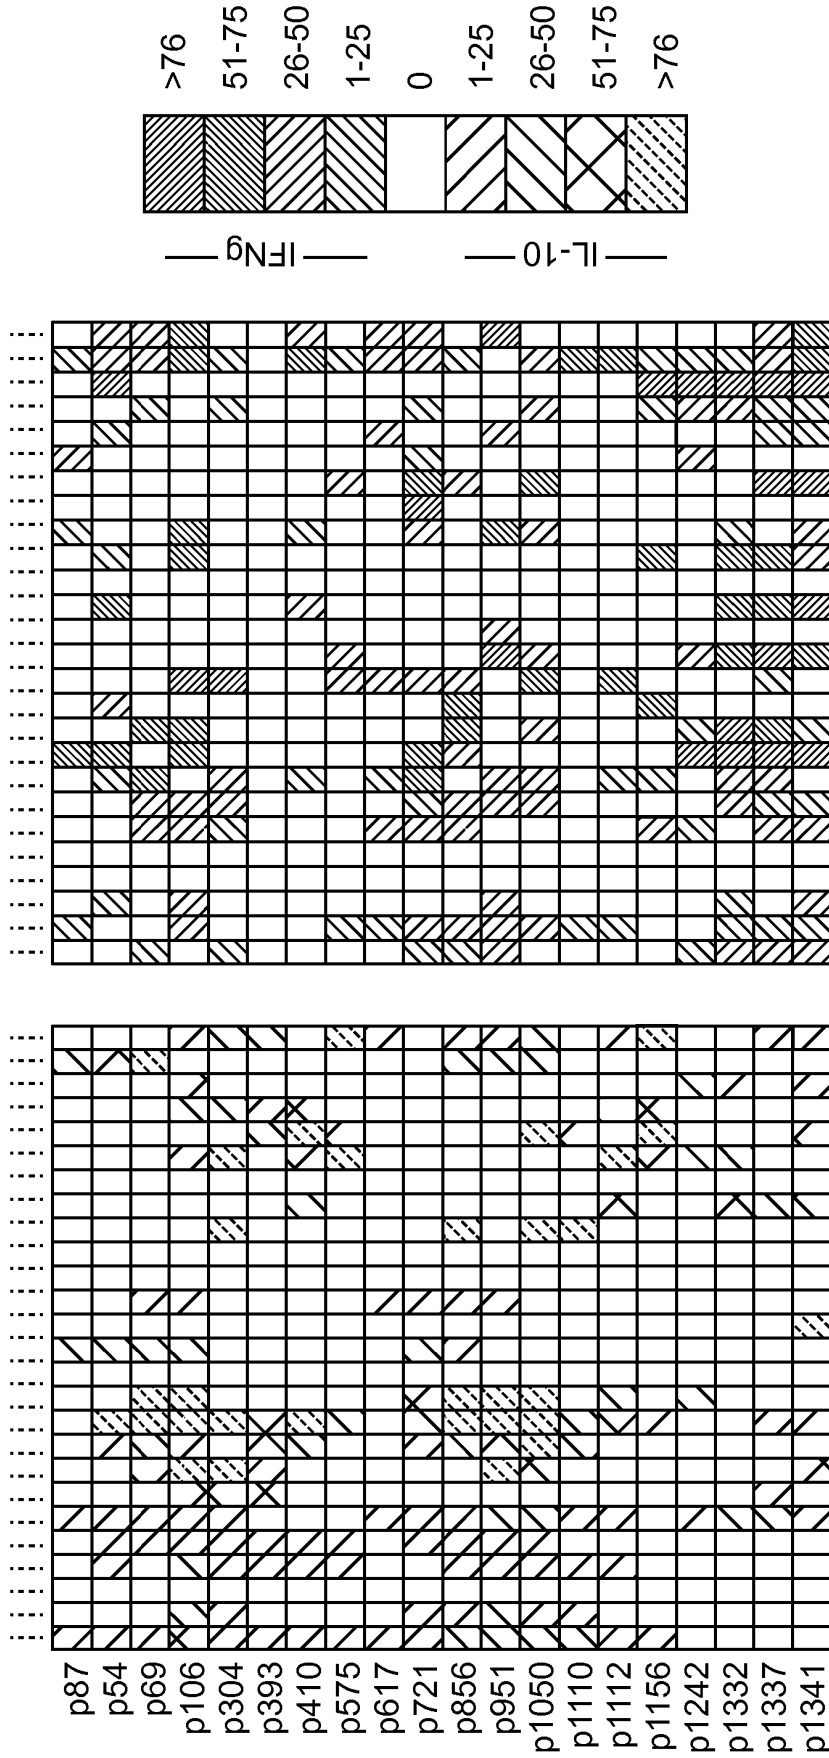 >76
51-75
26-50
1-25
0
1-25
26-50
51-75
>76
IFNg
IL-10
p87
p54
p69
p106
p304
p393
p410
p575
p617
p721
p856
p951
p1050
p1110
p1112
p1156
p1242
p1332
p1337
p1341